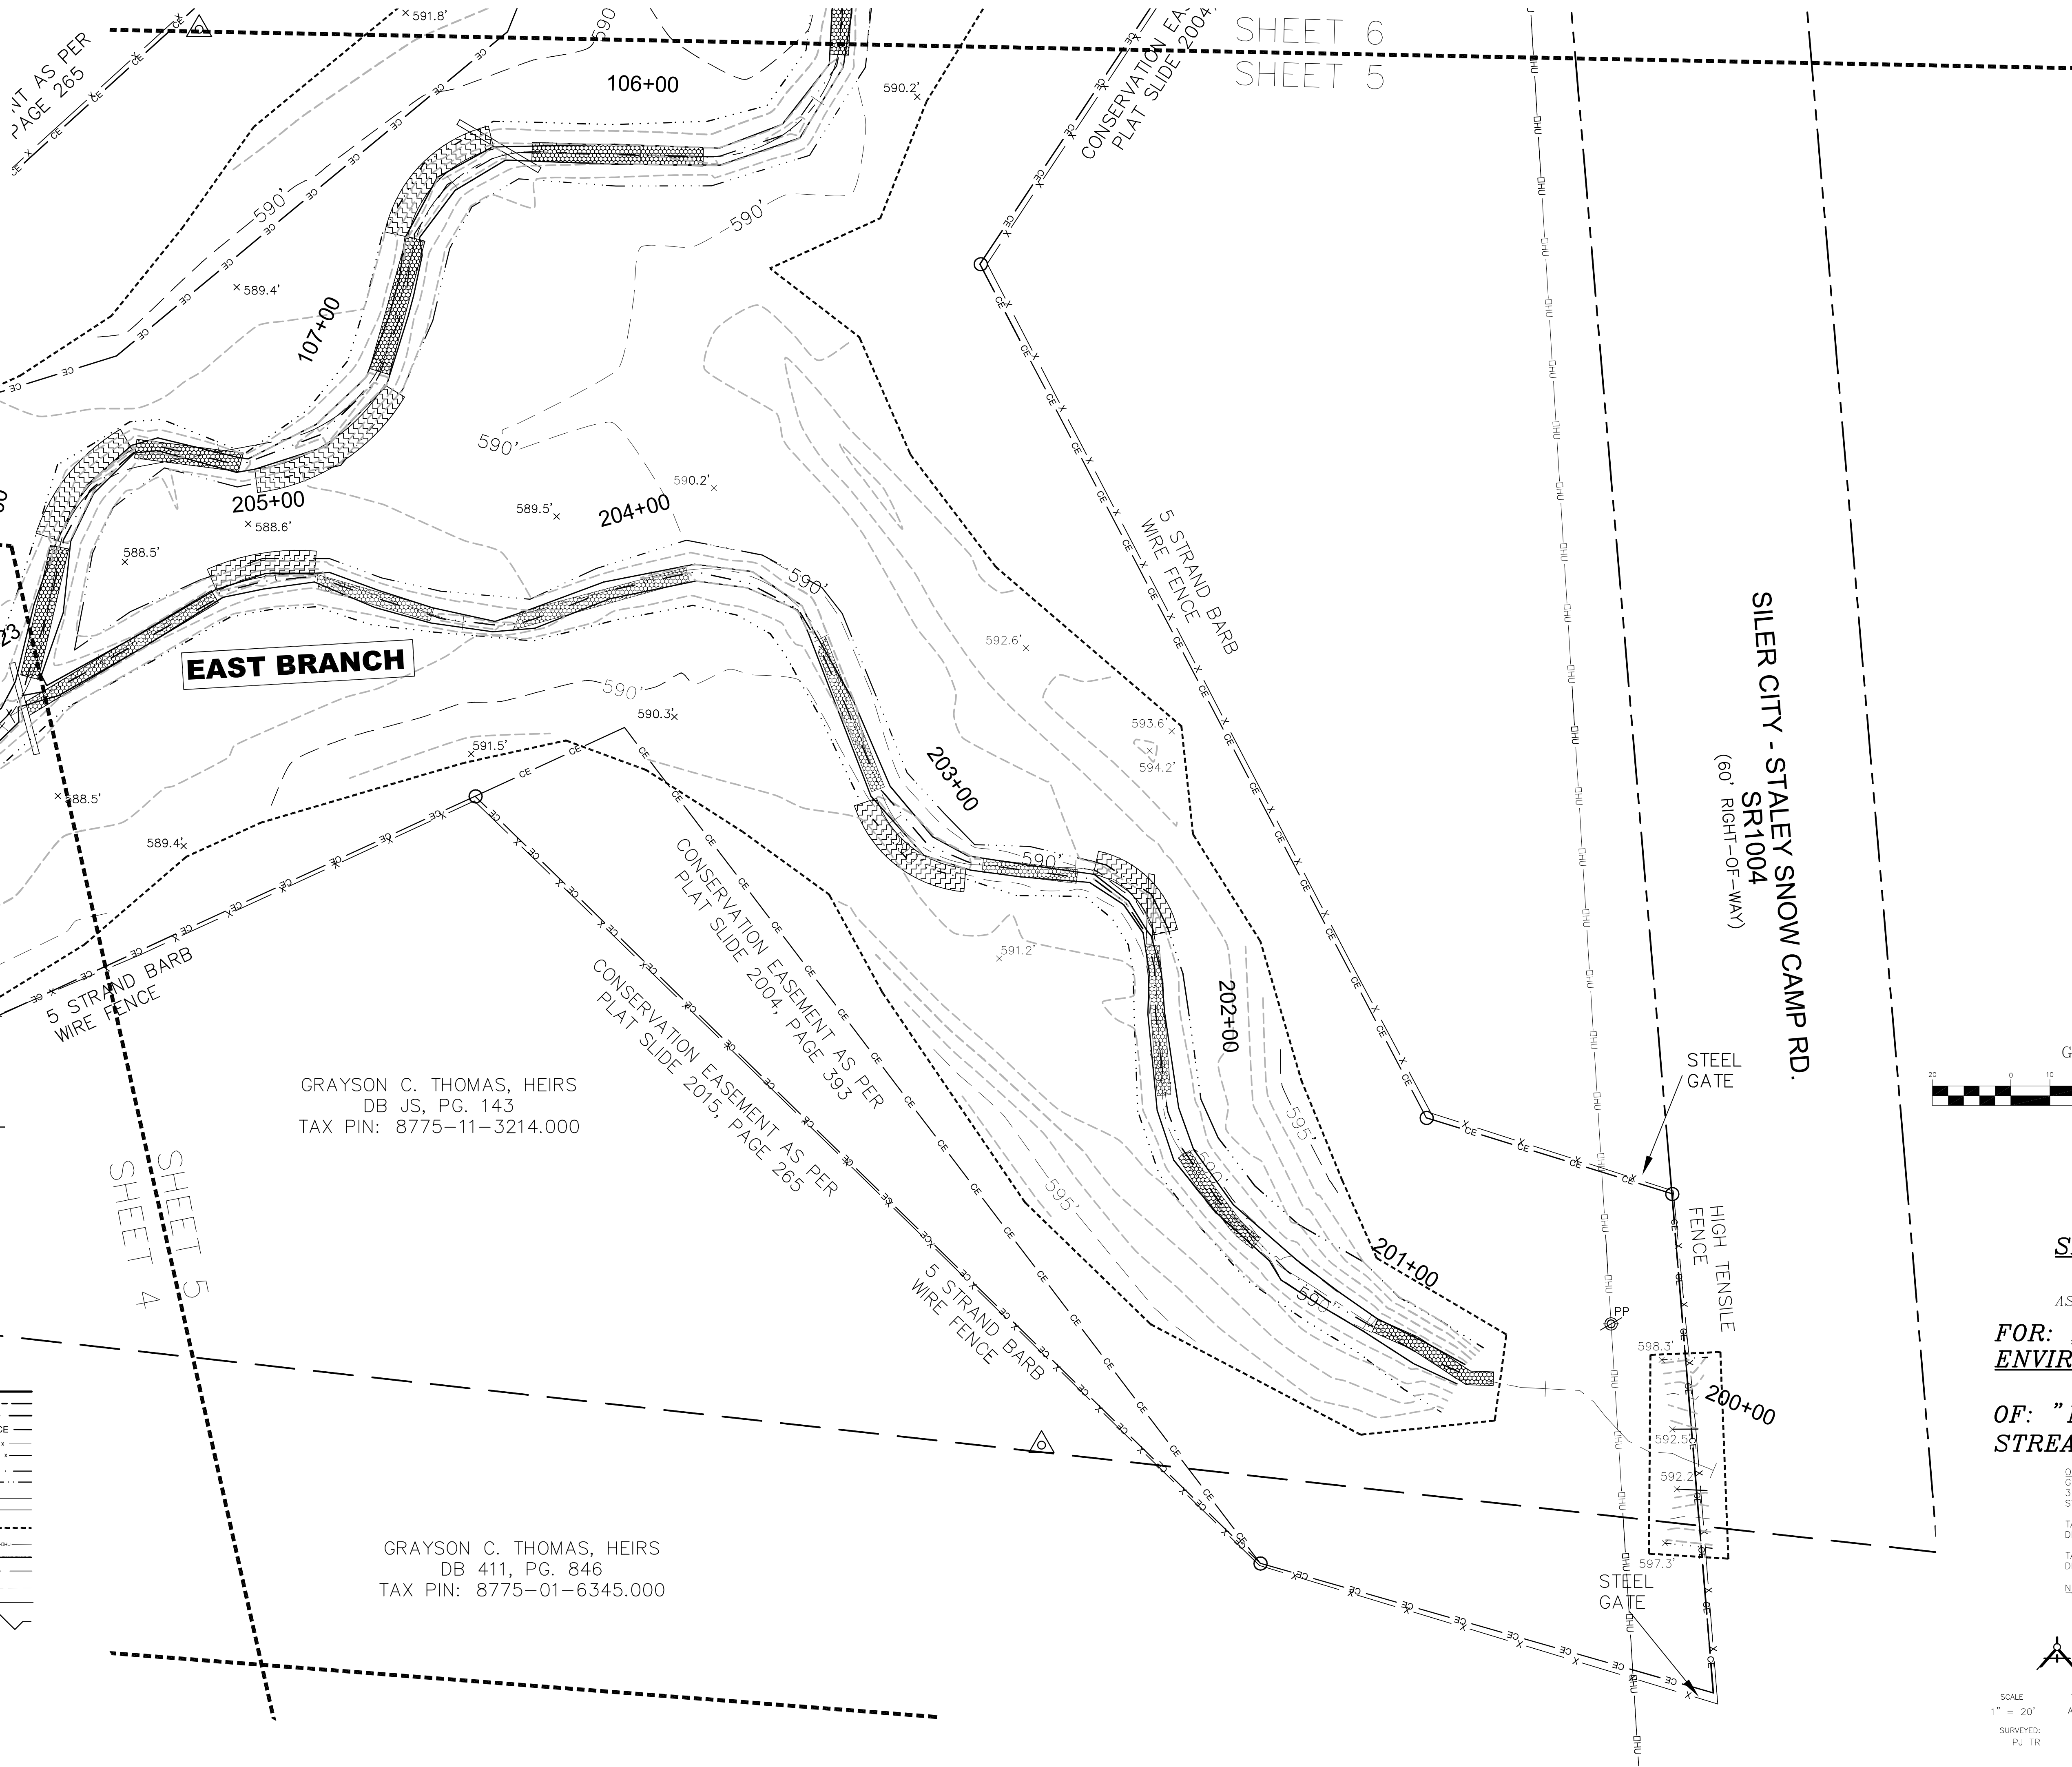 SHEET 6
SHEET 5
591.8'
590
106+00
590.2'
NT AS PER
PAGE 265
CONSERVATION EAS
PLAT SLIDE 2004,
590'
590'
589.4'
107+00
590'
205+00
588.6'
588.5'
589.5'
204+00
590.2'
590'
5 STRAND BARB
WIRE FENCE
23
EAST BRANCH
592.6'
590'
590.3'
591.5'
593.6'
594.2'
203+00
SILER CITY - STALEY SNOW CAMP RD.
SR1004
(60' RIGHT-OF-WAY)
588.5'
589.4'
590'
CONSERVATION EASEMENT AS PER
PLAT SLIDE 2004, PAGE 393
CONSERVATION EASEMENT AS PER
PLAT SLIDE 2015, PAGE 265
591.2'
202+00
5 STRAND BARB
WIRE FENCE
STEEL
GATE
GRAYSON C. THOMAS, HEIRS
DB JS, PG. 143
TAX PIN: 8775-11-3214.000
SHEET 5
SHEET 4
595'
595'
590'
590'
201+00
HIGH TENSILE
FENCE
5 STRAND BARB
WIRE FENCE
PP
598.3'
200+00
592.5'
592.2'
597.3'
STEEL
GATE
GRAYSON C. THOMAS, HEIRS
DB 411, PG. 846
TAX PIN: 8775-01-6345.000
20
0
10
FOR:
ENVIR
OF:
STREA
SCALE
1" = 20'
SURVEYED:
PJ TR